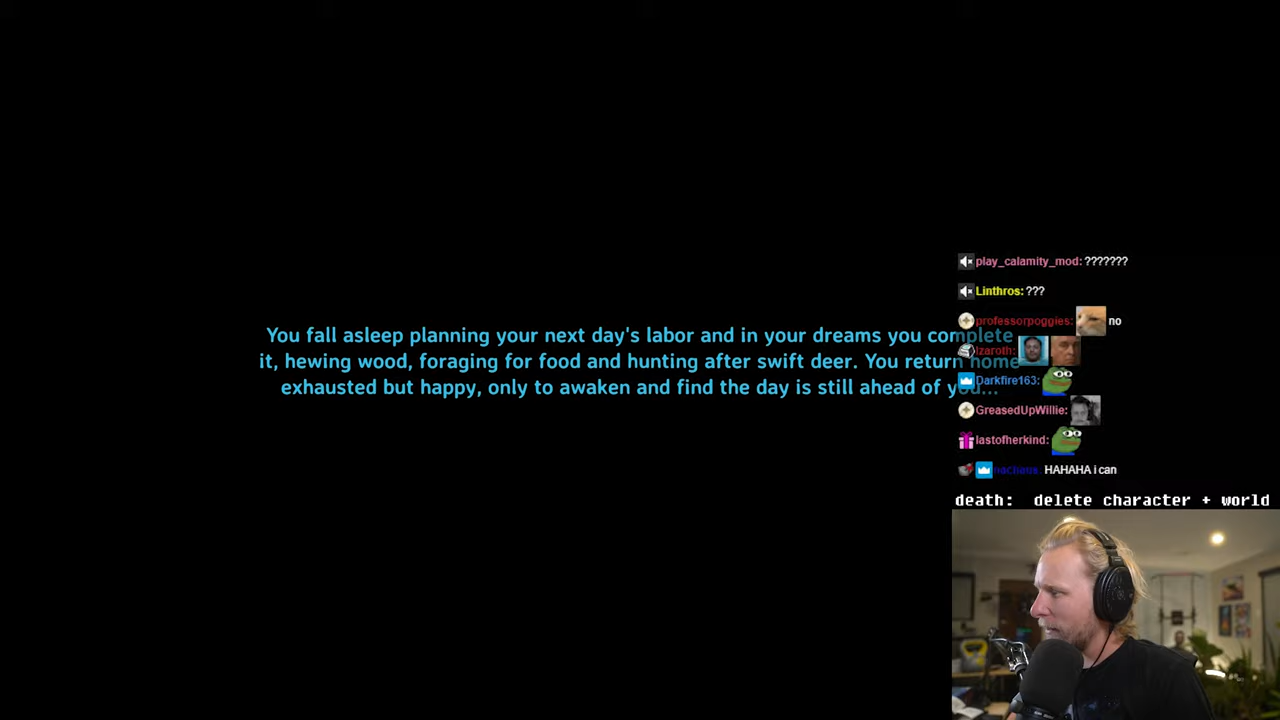 You fall asleep planning your next day's labor and in your dreams you complete
it, hewing wood, foraging for food and hunting after swift deer. You return home
exhausted but happy, only to awaken and find the day is still ahead of you...
play_calamity_mod: ???????
Linthros: ???
professorpoggies: no
Izaroth:
Darkfire163:
GreasedUpWillie:
lastofherkind:
HAHAHA i can
death: delete character + world